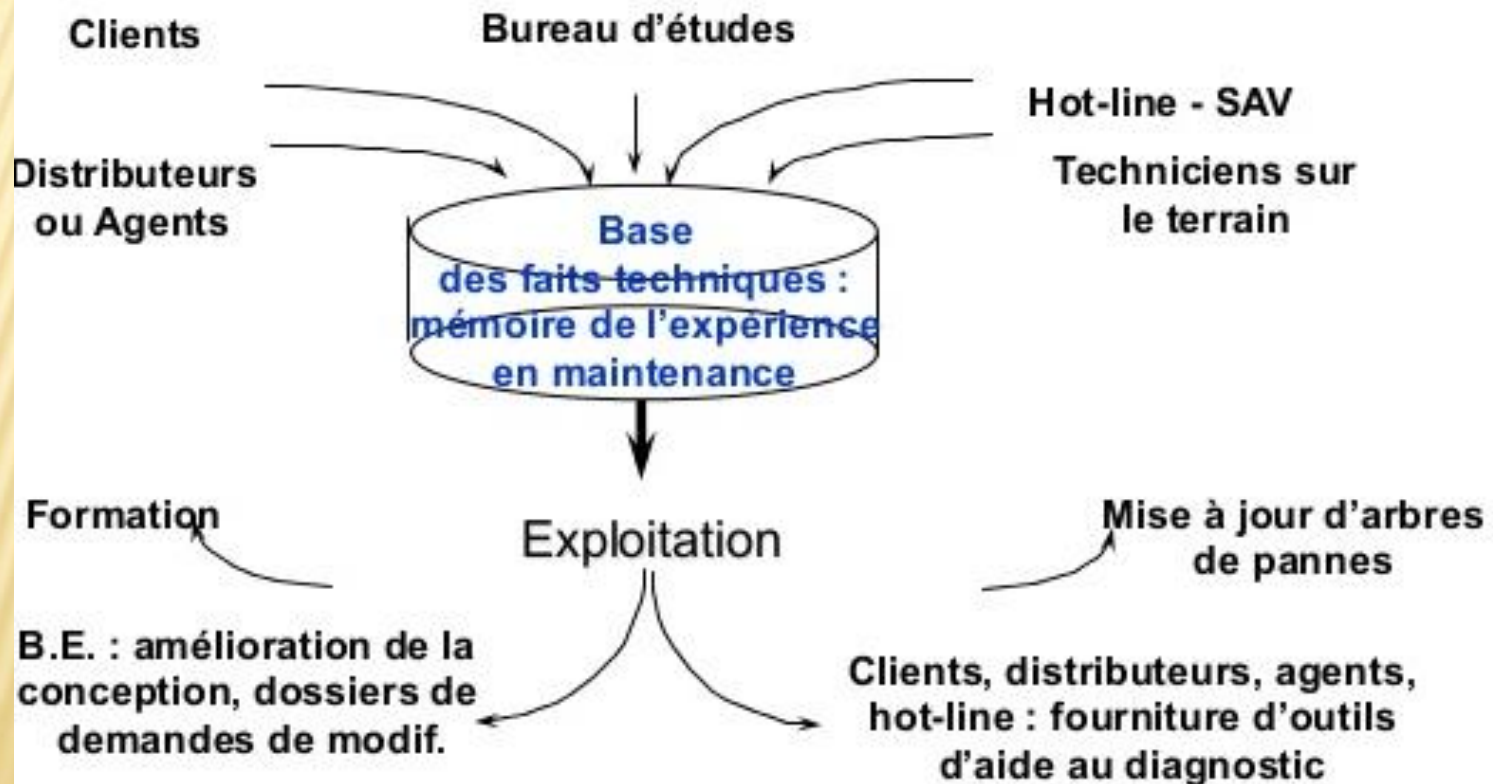 Clients
Bureau d'études
Hot-line - SAV
Distributeurs
ou Agents
Techniciens sur
le terrain
Base
des faits techniques :
mémoire de l'expérience
en maintenance
Exploitation
Formation
Mise à jour d'arbres
de pannes
B.E. : amélioration de la
conception, dossiers de
demandes de modif.
Clients, distributeurs, agents,
hot-line : fourniture d'outils
d'aide au diagnostic